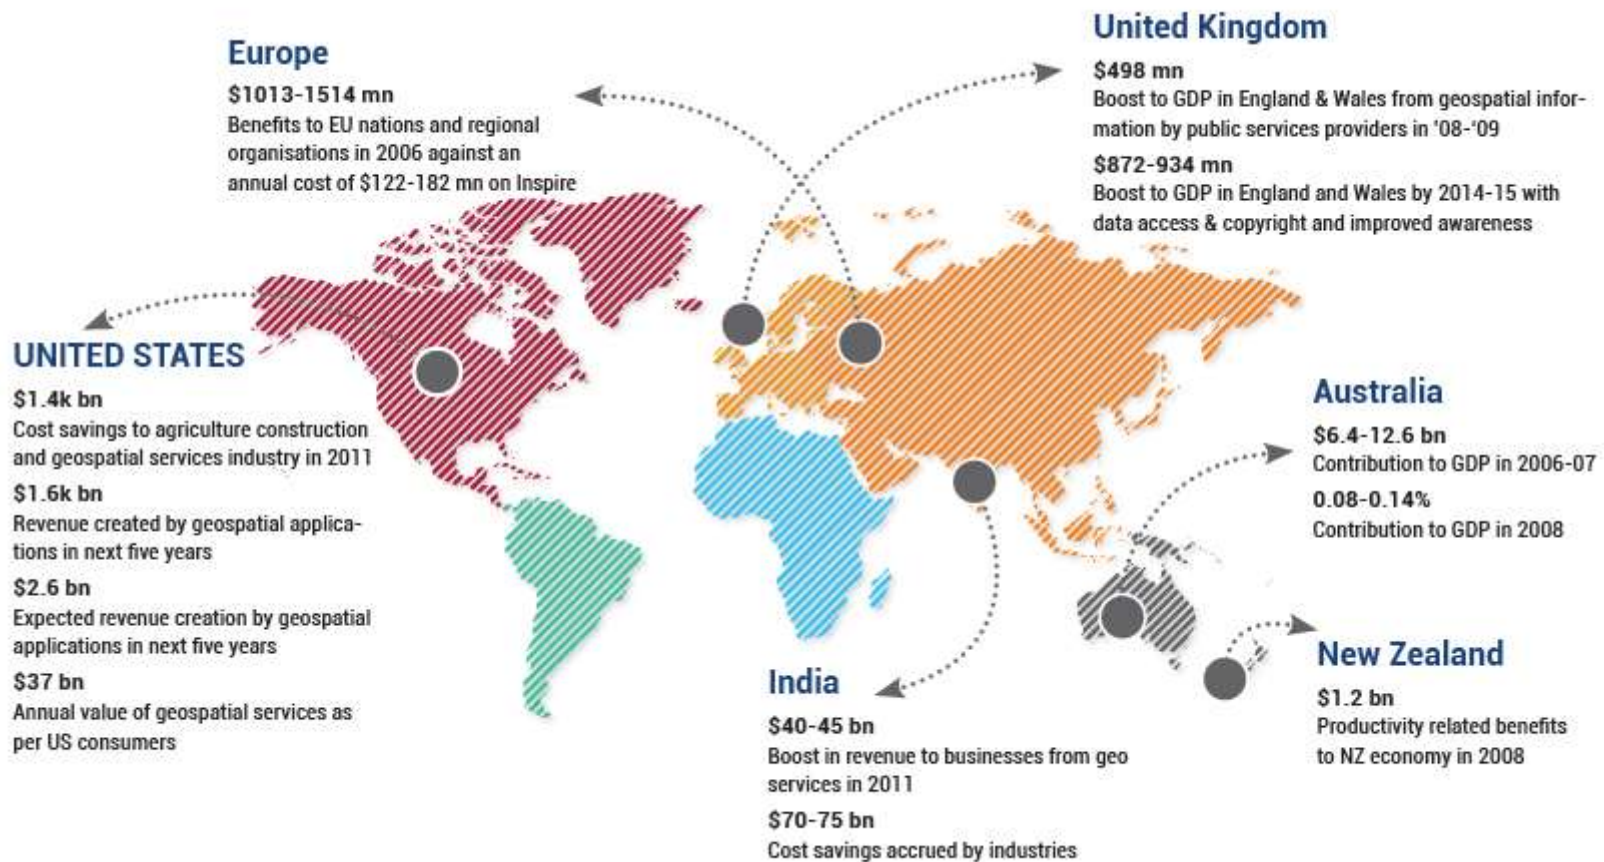 Europe
$1013-1514 mn
Benefits to EU nations and regional
organisations in 2006 against an
annual cost of $122-182 mn on Inspire
United Kingdom
$498 mn
Boost to GDP in England & Wales from geospatial infor-
mation by public services providers in '08-'09
$872-934 mn
Boost to GDP in England and Wales by 2014-15 with
data access & copyright and improved awareness
UNITED STATES
$1.4k bn
Cost savings to agriculture construction
and geospatial services industry in 2011
$1.6k bn
Revenue created by geospatial applica-
tions in next five years
$2.6 bn
Expected revenue creation by geospatial
applications in next five years
$37 bn
Annual value of geospatial services as
per US consumers
India
$40-45 bn
Boost in revenue to businesses from geo
services in 2011
$70-75 bn
Cost savings accrued by industries
Australia
$6.4-12.6 bn
Contribution to GDP in 2006-07
0.08-0.14%
Contribution to GDP in 2008
New Zealand
$1.2 bn
Productivity related benefits
to NZ economy in 2008